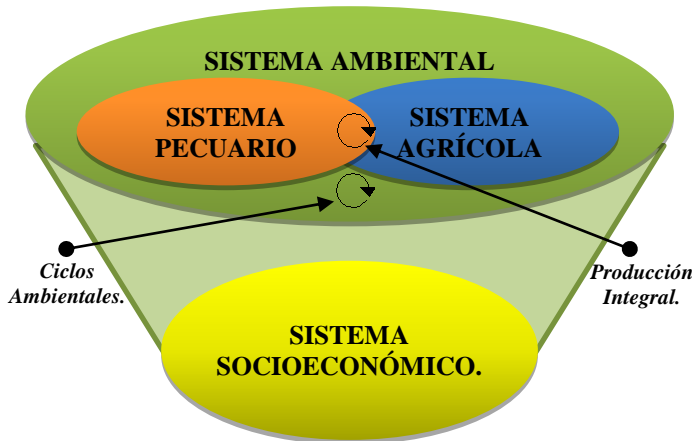 SISTEMA AMBIENTAL
SISTEMA
PECUARIO
SISTEMA
AGRÍCOLA
Ciclos
Ambientales.
Producción
Integral.
SISTEMA
SOCIOECONÓMICO.